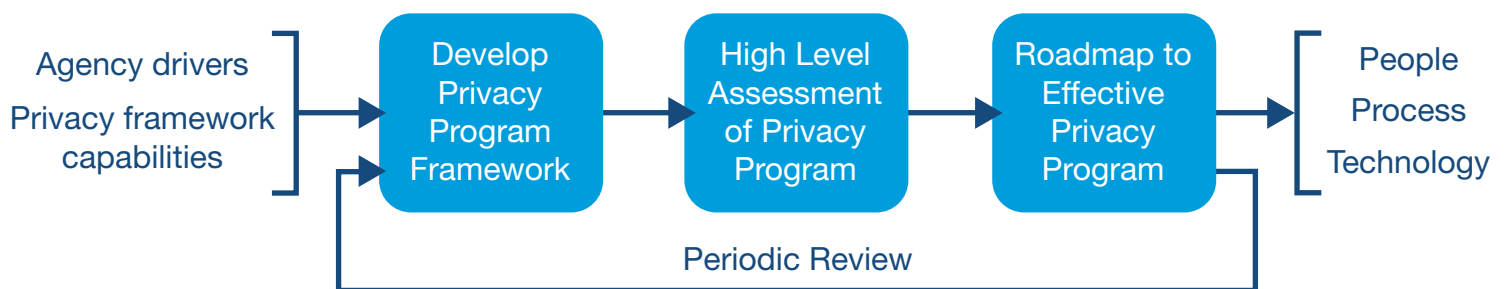 Agency drivers
Privacy framework
capabilities
Develop
Privacy
Program
Framework
High Level
Assessment
of Privacy
Program
Roadmap to
Effective
Privacy
Program
People
Process
Technology
Periodic Review